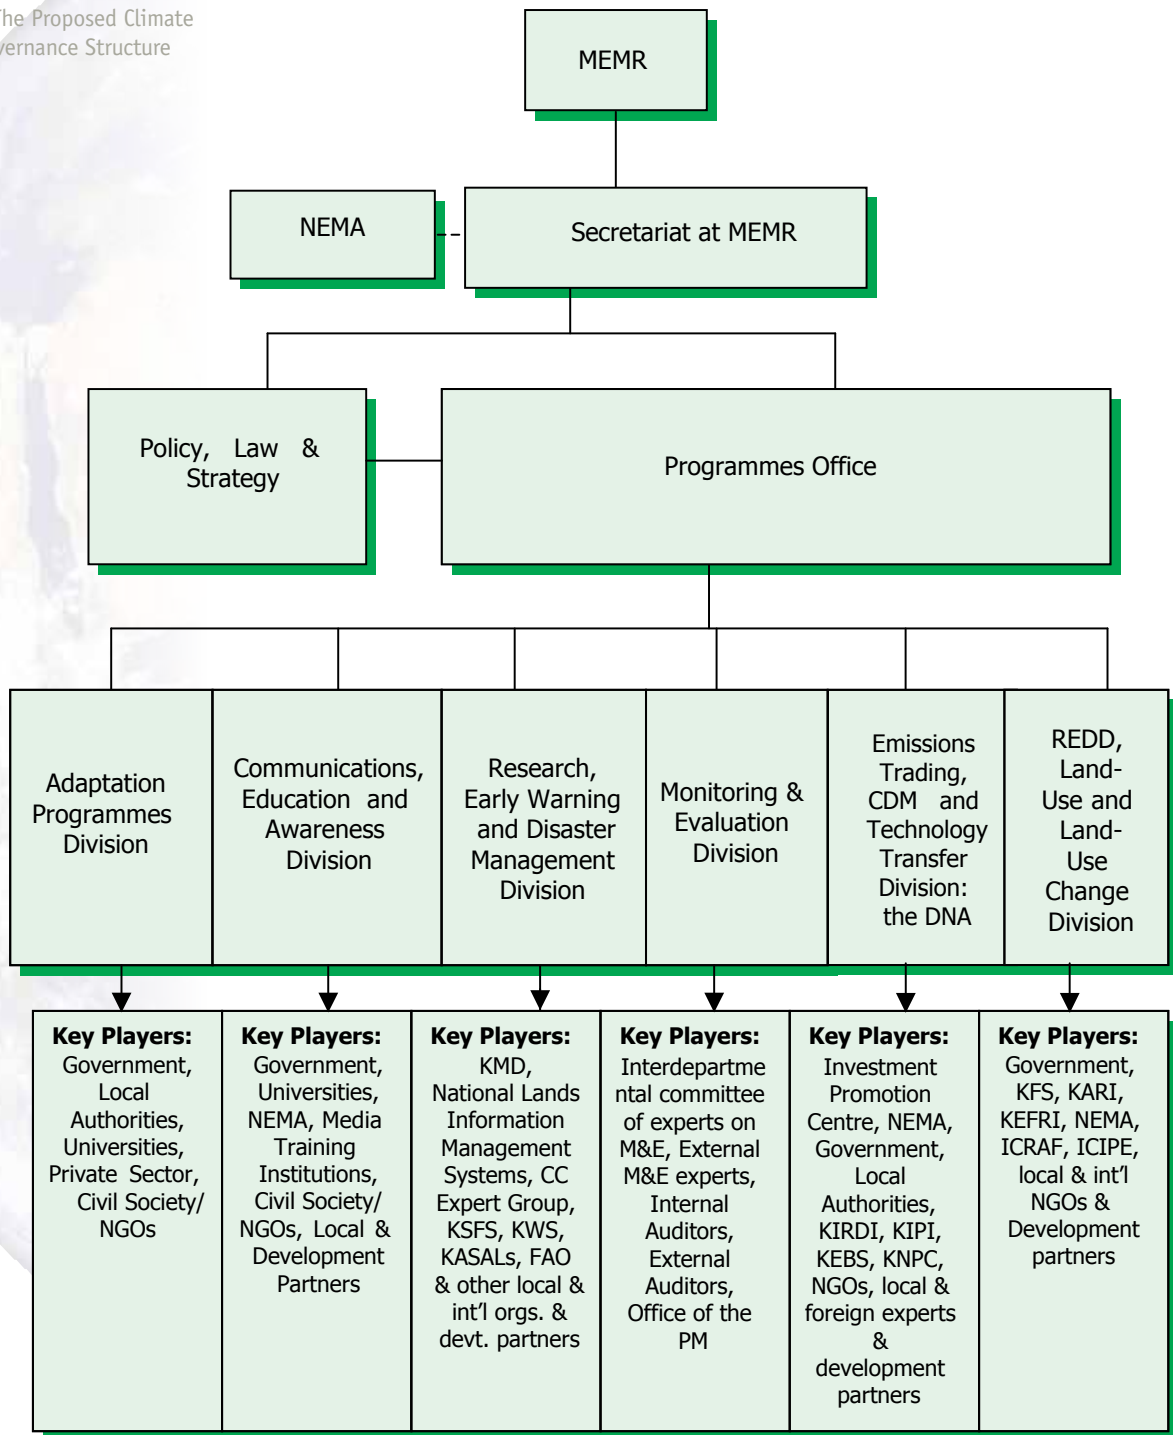 The Proposed Climate
vernance Structure
MEMR
NEMA
Secretariat at MEMR
Policy, Law &
Strategy
Programmes Office
Adaptation
Programmes
Division
Communications,
Education and
Awareness
Division
Research,
Early Warning
and Disaster
Management
Division
Monitoring &
Evaluation
Division
Emissions
Trading,
CDM and
Technology
Transfer
Division:
the DNA
REDD,
Land-
Use and
Land-
Use
Change
Division
Key Players:
Government,
Local
Authorities,
Universities,
Private Sector,
Civil Society/
NGOs
Key Players:
Government,
Universities,
NEMA, Media
Training
Institutions,
Civil Society/
NGOs, Local &
Development
Partners
Key Players:
KMD,
National Lands
Information
Management
Systems, CC
Expert Group,
KSFS, KWS,
KASALs, FAO
& other local &
int'l orgs. &
devt. partners
Key Players:
Interdepartme
ntal committee
of experts on
M&E, External
M&E experts,
Internal
Auditors,
External
Auditors,
Office of the
PM
Key Players:
Investment
Promotion
Centre, NEMA,
Government,
Local
Authorities,
KIRDI, KIPI,
KEBS, KNPC,
NGOs, local &
foreign experts
&
development
partners
Key Players:
Government,
KFS, KARI,
KEFRI, NEMA,
ICRAF, ICIPE,
local & int'l
NGOs &
Development
partners